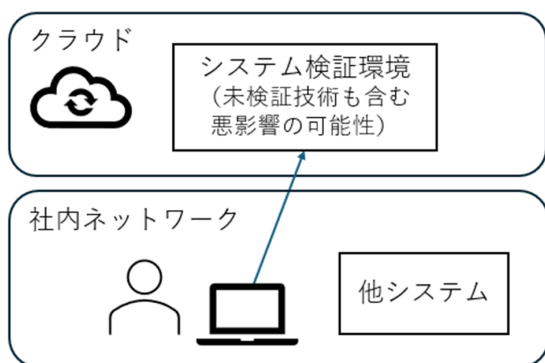 クラウド
システム検証環境
（未検証技術も含む
悪影響の可能性）
社内ネットワーク
他システム